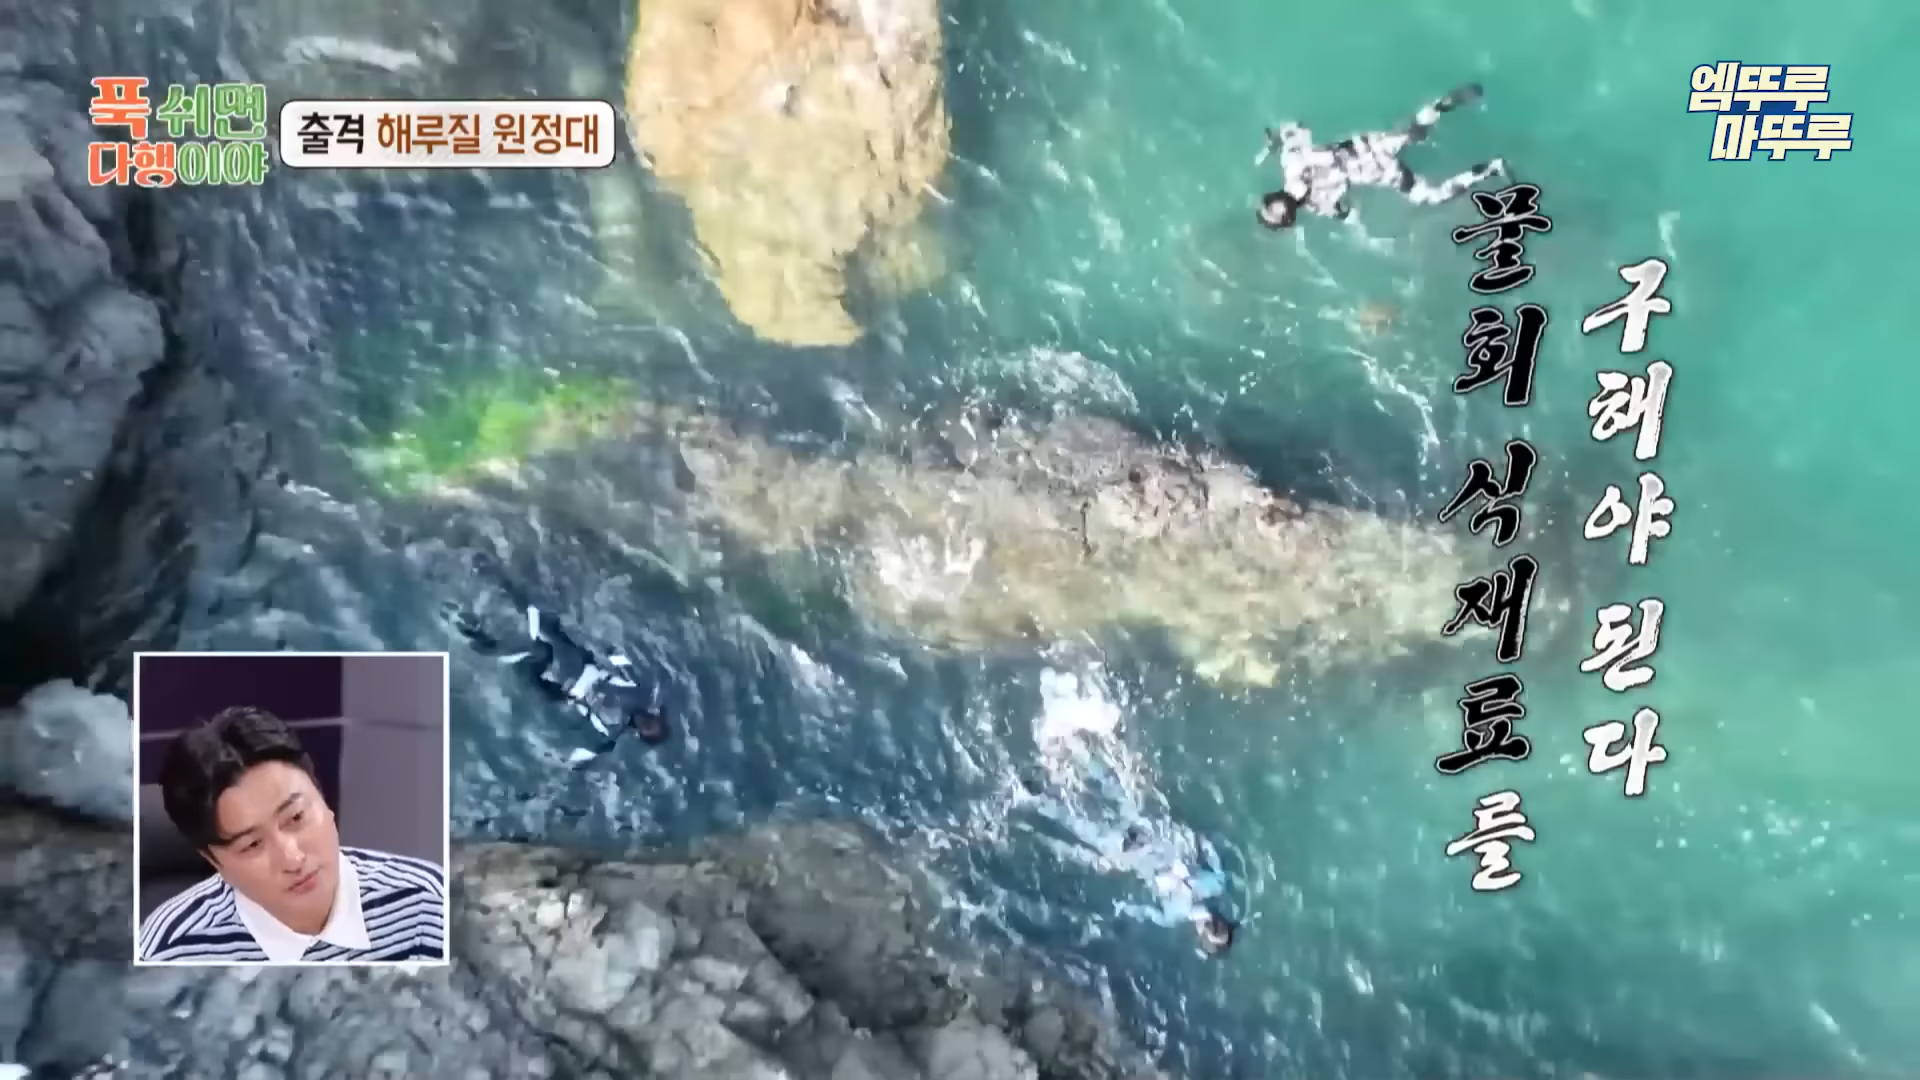 푹 쉬면
다행이야
출격 해루질 원정대
엠뚜루
마뚜루
물회 식재료를
구해야 된다